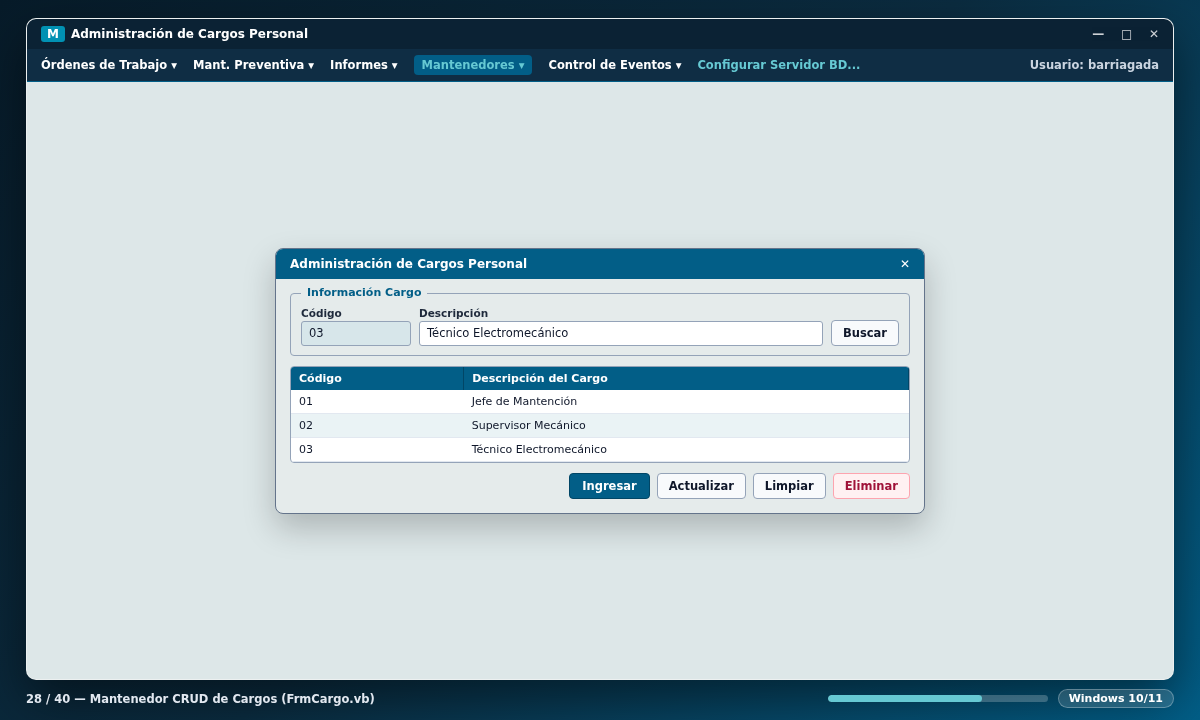 M Administración de Cargos Personal — □ ✕
Órdenes de Trabajo ▾ Mant. Preventiva ▾ Informes ▾ Mantenedores ▾ Control de Eventos ▾ Configurar Servidor BD... Usuario: barriagada
Administración de Cargos Personal ✕
Información Cargo
Código Descripción
03 Técnico Electromecánico Buscar
Código Descripción del Cargo
01 Jefe de Mantención
02 Supervisor Mecánico
03 Técnico Electromecánico
Ingresar Actualizar Limpiar Eliminar
28 / 40 — Mantenedor CRUD de Cargos (FrmCargo.vb) Windows 10/11